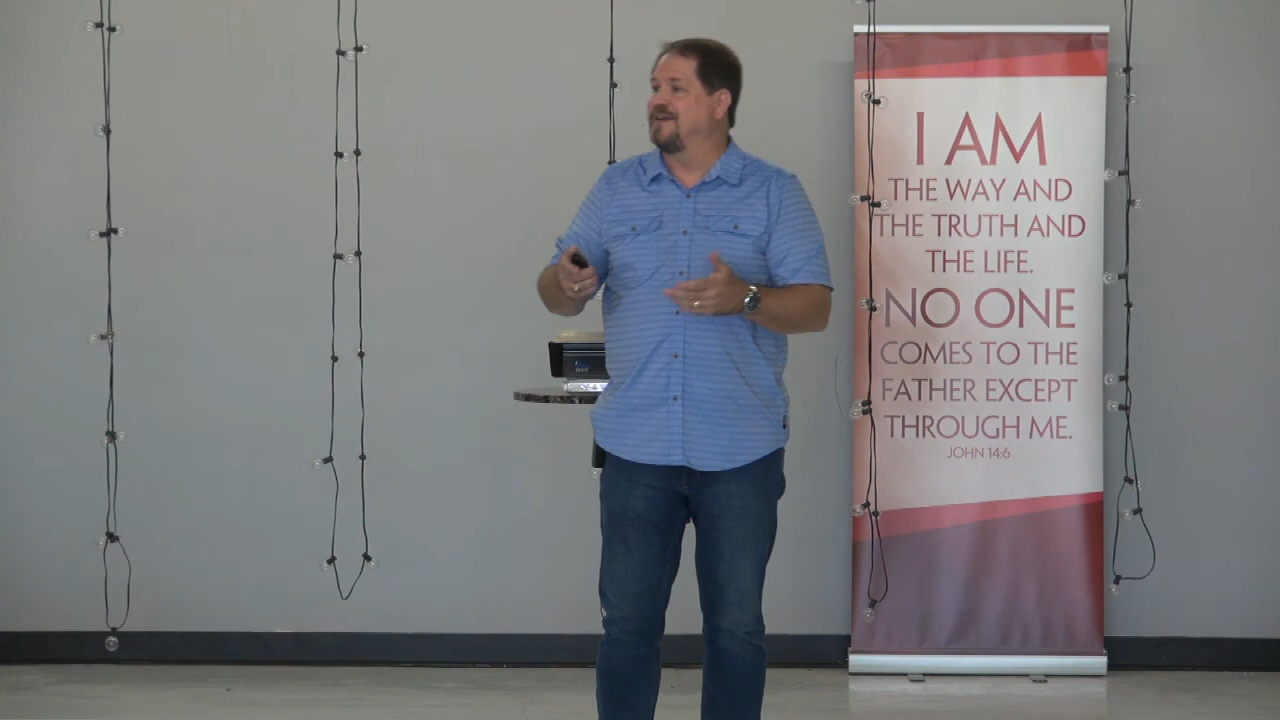 I AM
THE WAY AND
THE TRUTH AND
THE LIFE.
NO ONE
COMES TO THE
FATHER EXCEPT
THROUGH ME.
JOHN 14:6